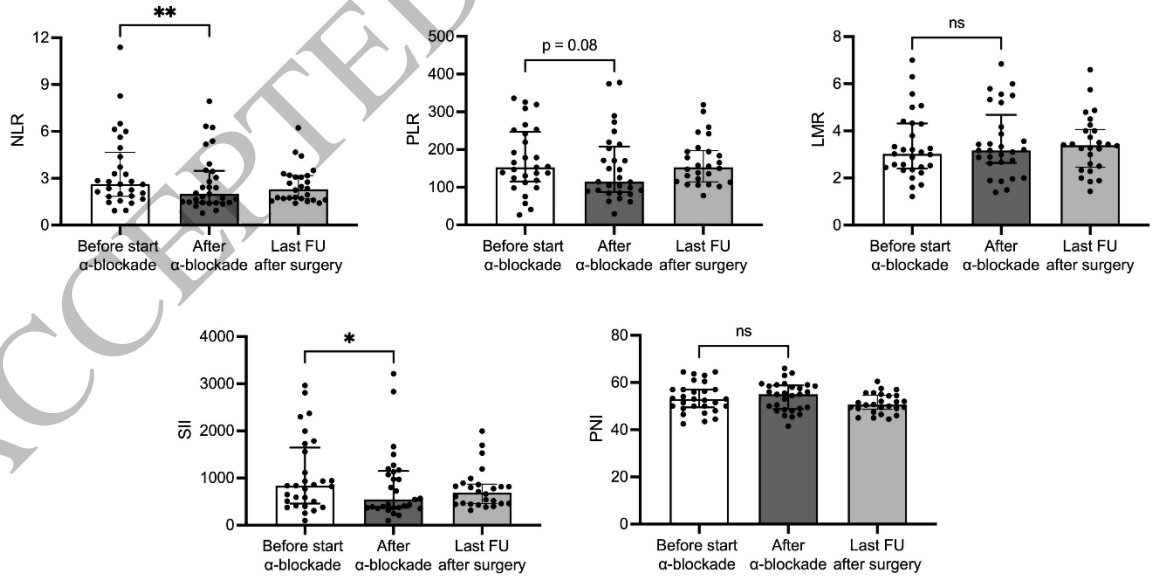 ACCEPTED
**
NLR
12
9
6
3
0
Before start
α-blockade
After
α-blockade
Last FU
after surgery
p = 0.08
PLR
500
400
300
200
100
0
Before start
α-blockade
After
α-blockade
Last FU
after surgery
ns
LMR
8
6
4
2
0
Before start
α-blockade
After
α-blockade
Last FU
after surgery
*
SII
4000
3000
2000
1000
0
Before start
α-blockade
After
α-blockade
Last FU
after surgery
ns
PNI
80
60
40
20
0
Before start
α-blockade
After
α-blockade
Last FU
after surgery